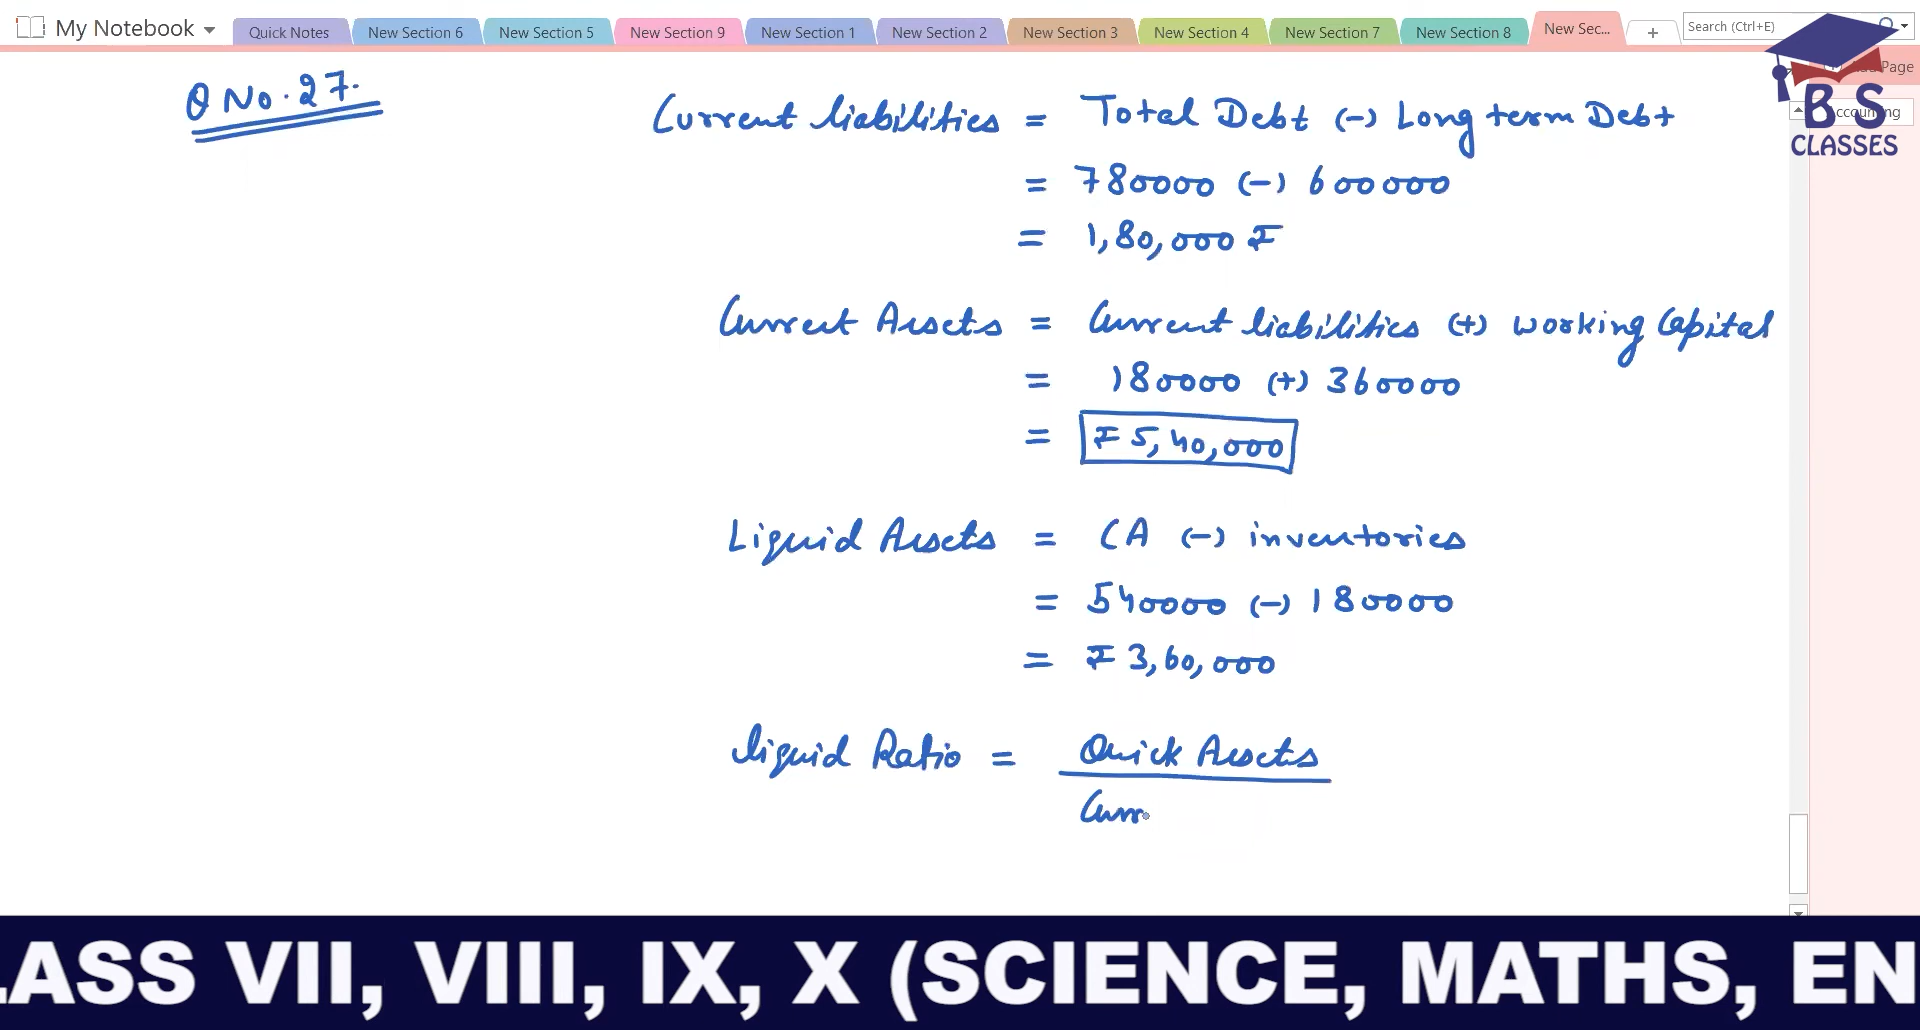 My Notebook
Quick Notes
New Section 6
New Section 5
New Section 9
New Section 1
New Section 2
New Section 3
New Section 4
New Section 7
New Section 8
New Sec...
+
Search (Ctrl+E)
Page
BS
CLASSES
Q No. 27.
Current liabilities = Total Debt (-) Long term Debt
= 780000 (-) 600000
= 1,80,000 ₹
Current Assets = Current liabilities (+) working Capital
= 180000 (+) 360000
= ₹ 5,40,000
Liquid Assets = CA (-) inventories
= 540000 (-) 180000
= ₹ 3,60,000
liquid Ratio = Quick Assets
Curr
LASS VII, VIII, IX, X (SCIENCE, MATHS, EN